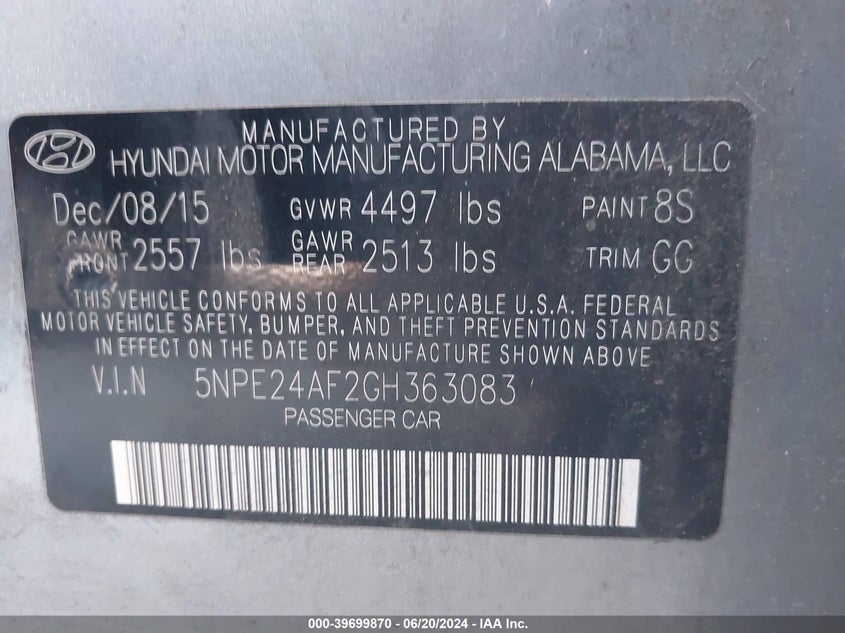 MANUFACTURED BY
HYUNDAI MOTOR MANUFACTURING ALABAMA, LLC
Dec/08/15 GVWR 4497 lbs PAINT 8S
GAWR FRONT 2557 lbs GAWR REAR 2513 lbs TRIM GG
THIS VEHICLE CONFORMS TO ALL APPLICABLE U.S.A. FEDERAL
MOTOR VEHICLE SAFETY, BUMPER, AND THEFT PREVENTION STANDARDS
IN EFFECT ON THE DATE OF MANUFACTURE SHOWN ABOVE.
V.I.N 5NPE24AF2GH363083
PASSENGER CAR
000-39699870 - 06/20/2024 - IAA Inc.